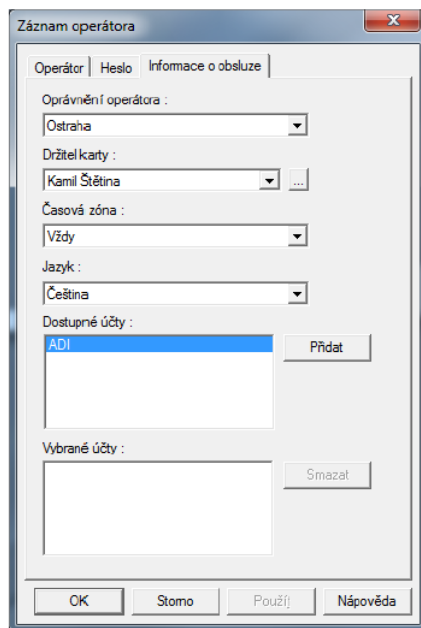 Záznam operátora
Operátor Heslo Informace o obsluze
Oprávnění operátora :
Ostraha
Držitel karty :
Kamil Štětina ...
Časová zóna :
Vždy
Jazyk :
Čeština
Dostupné účty :
ADI Přidat
Vybrané účty :
Smazat
OK Storno Použít Nápověda